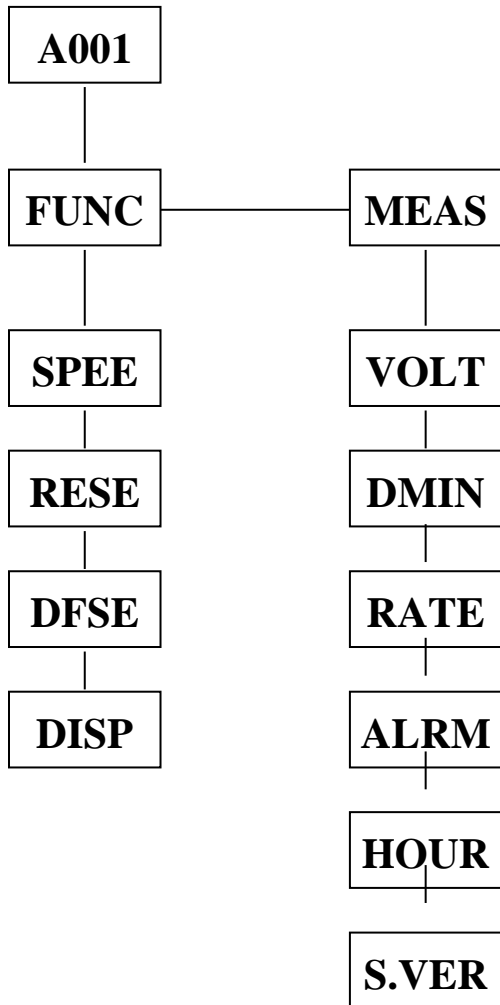 A001
FUNC
MEAS
SPEE
VOLT
RESE
DMIN
DFSE
RATE
DISP
ALRM
HOUR
S.VER